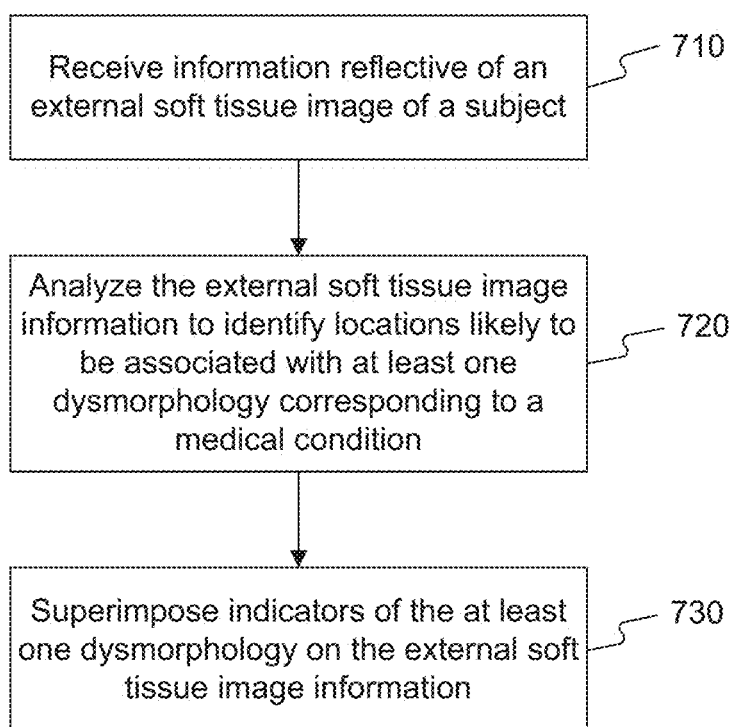 Receive information reflective of an
external soft tissue image of a subject
710
Analyze the external soft tissue image
information to identify locations likely to
be associated with at least one
dysmorphology corresponding to a
medical condition
720
Superimpose indicators of the at least
one dysmorphology on the external soft
tissue image information
730